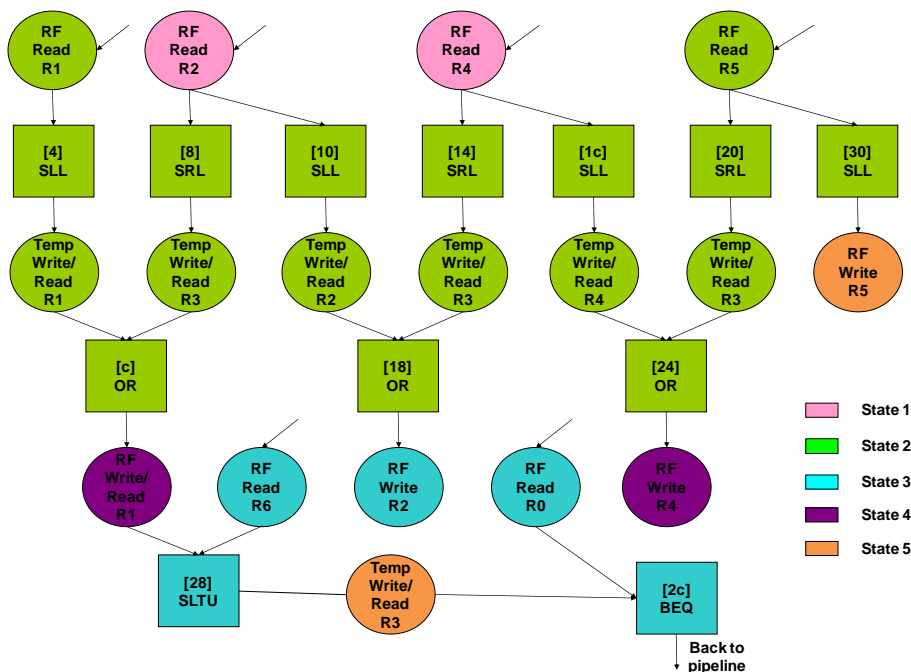 RF
Read
R1
RF
Read
R2
RF
Read
R4
RF
Read
R5
[4]
SLL
[8]
SRL
[10]
SLL
[14]
SRL
[1c]
SLL
[20]
SRL
[30]
SLL
Temp
Write/
Read
R1
Temp
Write/
Read
R3
Temp
Write/
Read
R2
Temp
Write/
Read
R3
Temp
Write/
Read
R4
Temp
Write/
Read
R3
RF
Write
R5
[c]
OR
[18]
OR
[24]
OR
RF
Write/
Read
R1
RF
Read
R6
RF
Write
R2
RF
Read
R0
RF
Write
R4
State 1
State 2
State 3
State 4
State 5
[28]
SLTU
Temp
Write/
Read
R3
[2c]
BEQ
Back to
pipeline